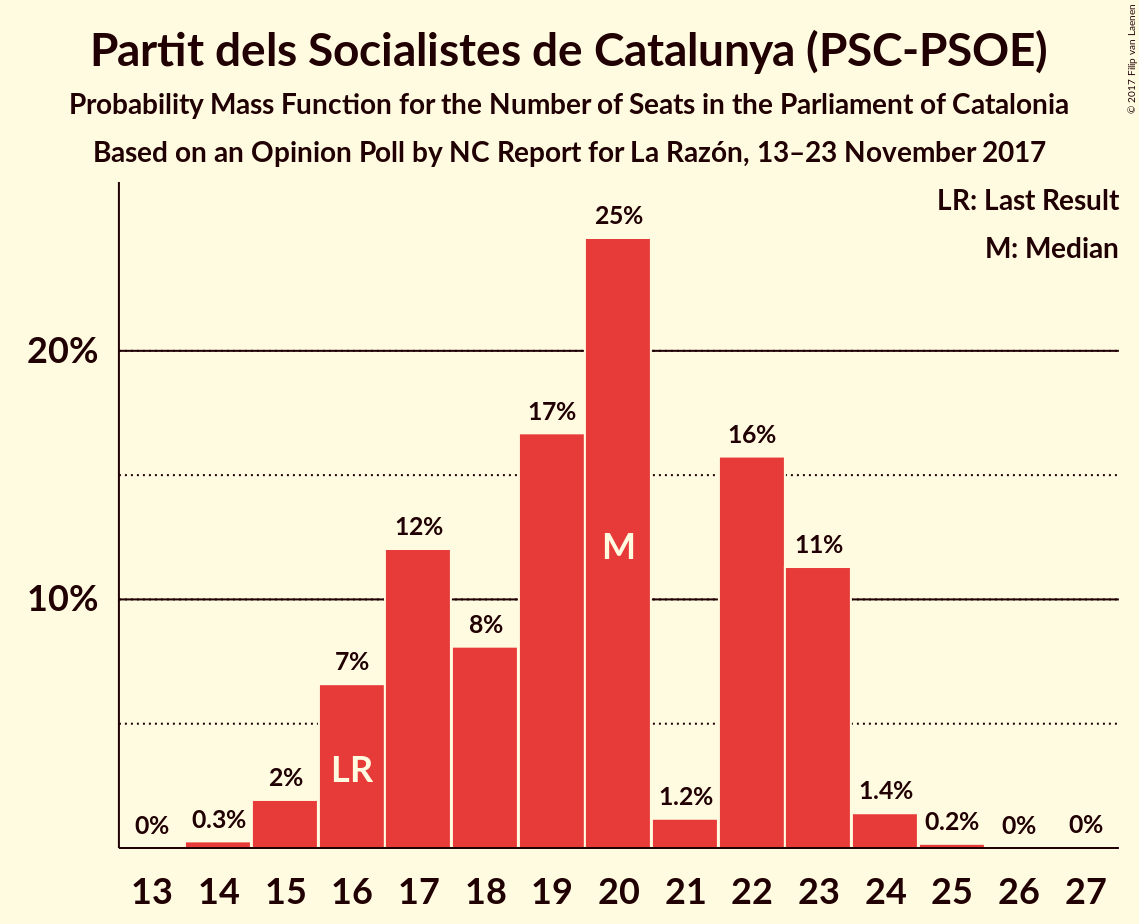 Partit dels Socialistes de Catalunya (PSC-PSOE)
Probability Mass Function for the Number of Seats in the Parliament of Catalonia
Based on an Opinion Poll by NC Report for La Razón, 13–23 November 2017
© 2017 Filip van Laenen
LR: Last Result
M: Median
25%
20%
17%
16%
12%
M
11%
10%
8%
7%
LR
2%
1.2%
1.4%
0%
0.3%
0.2%
0%
0%
13 14 15 16 17 18 19 20 21 22 23 24 25 26 27